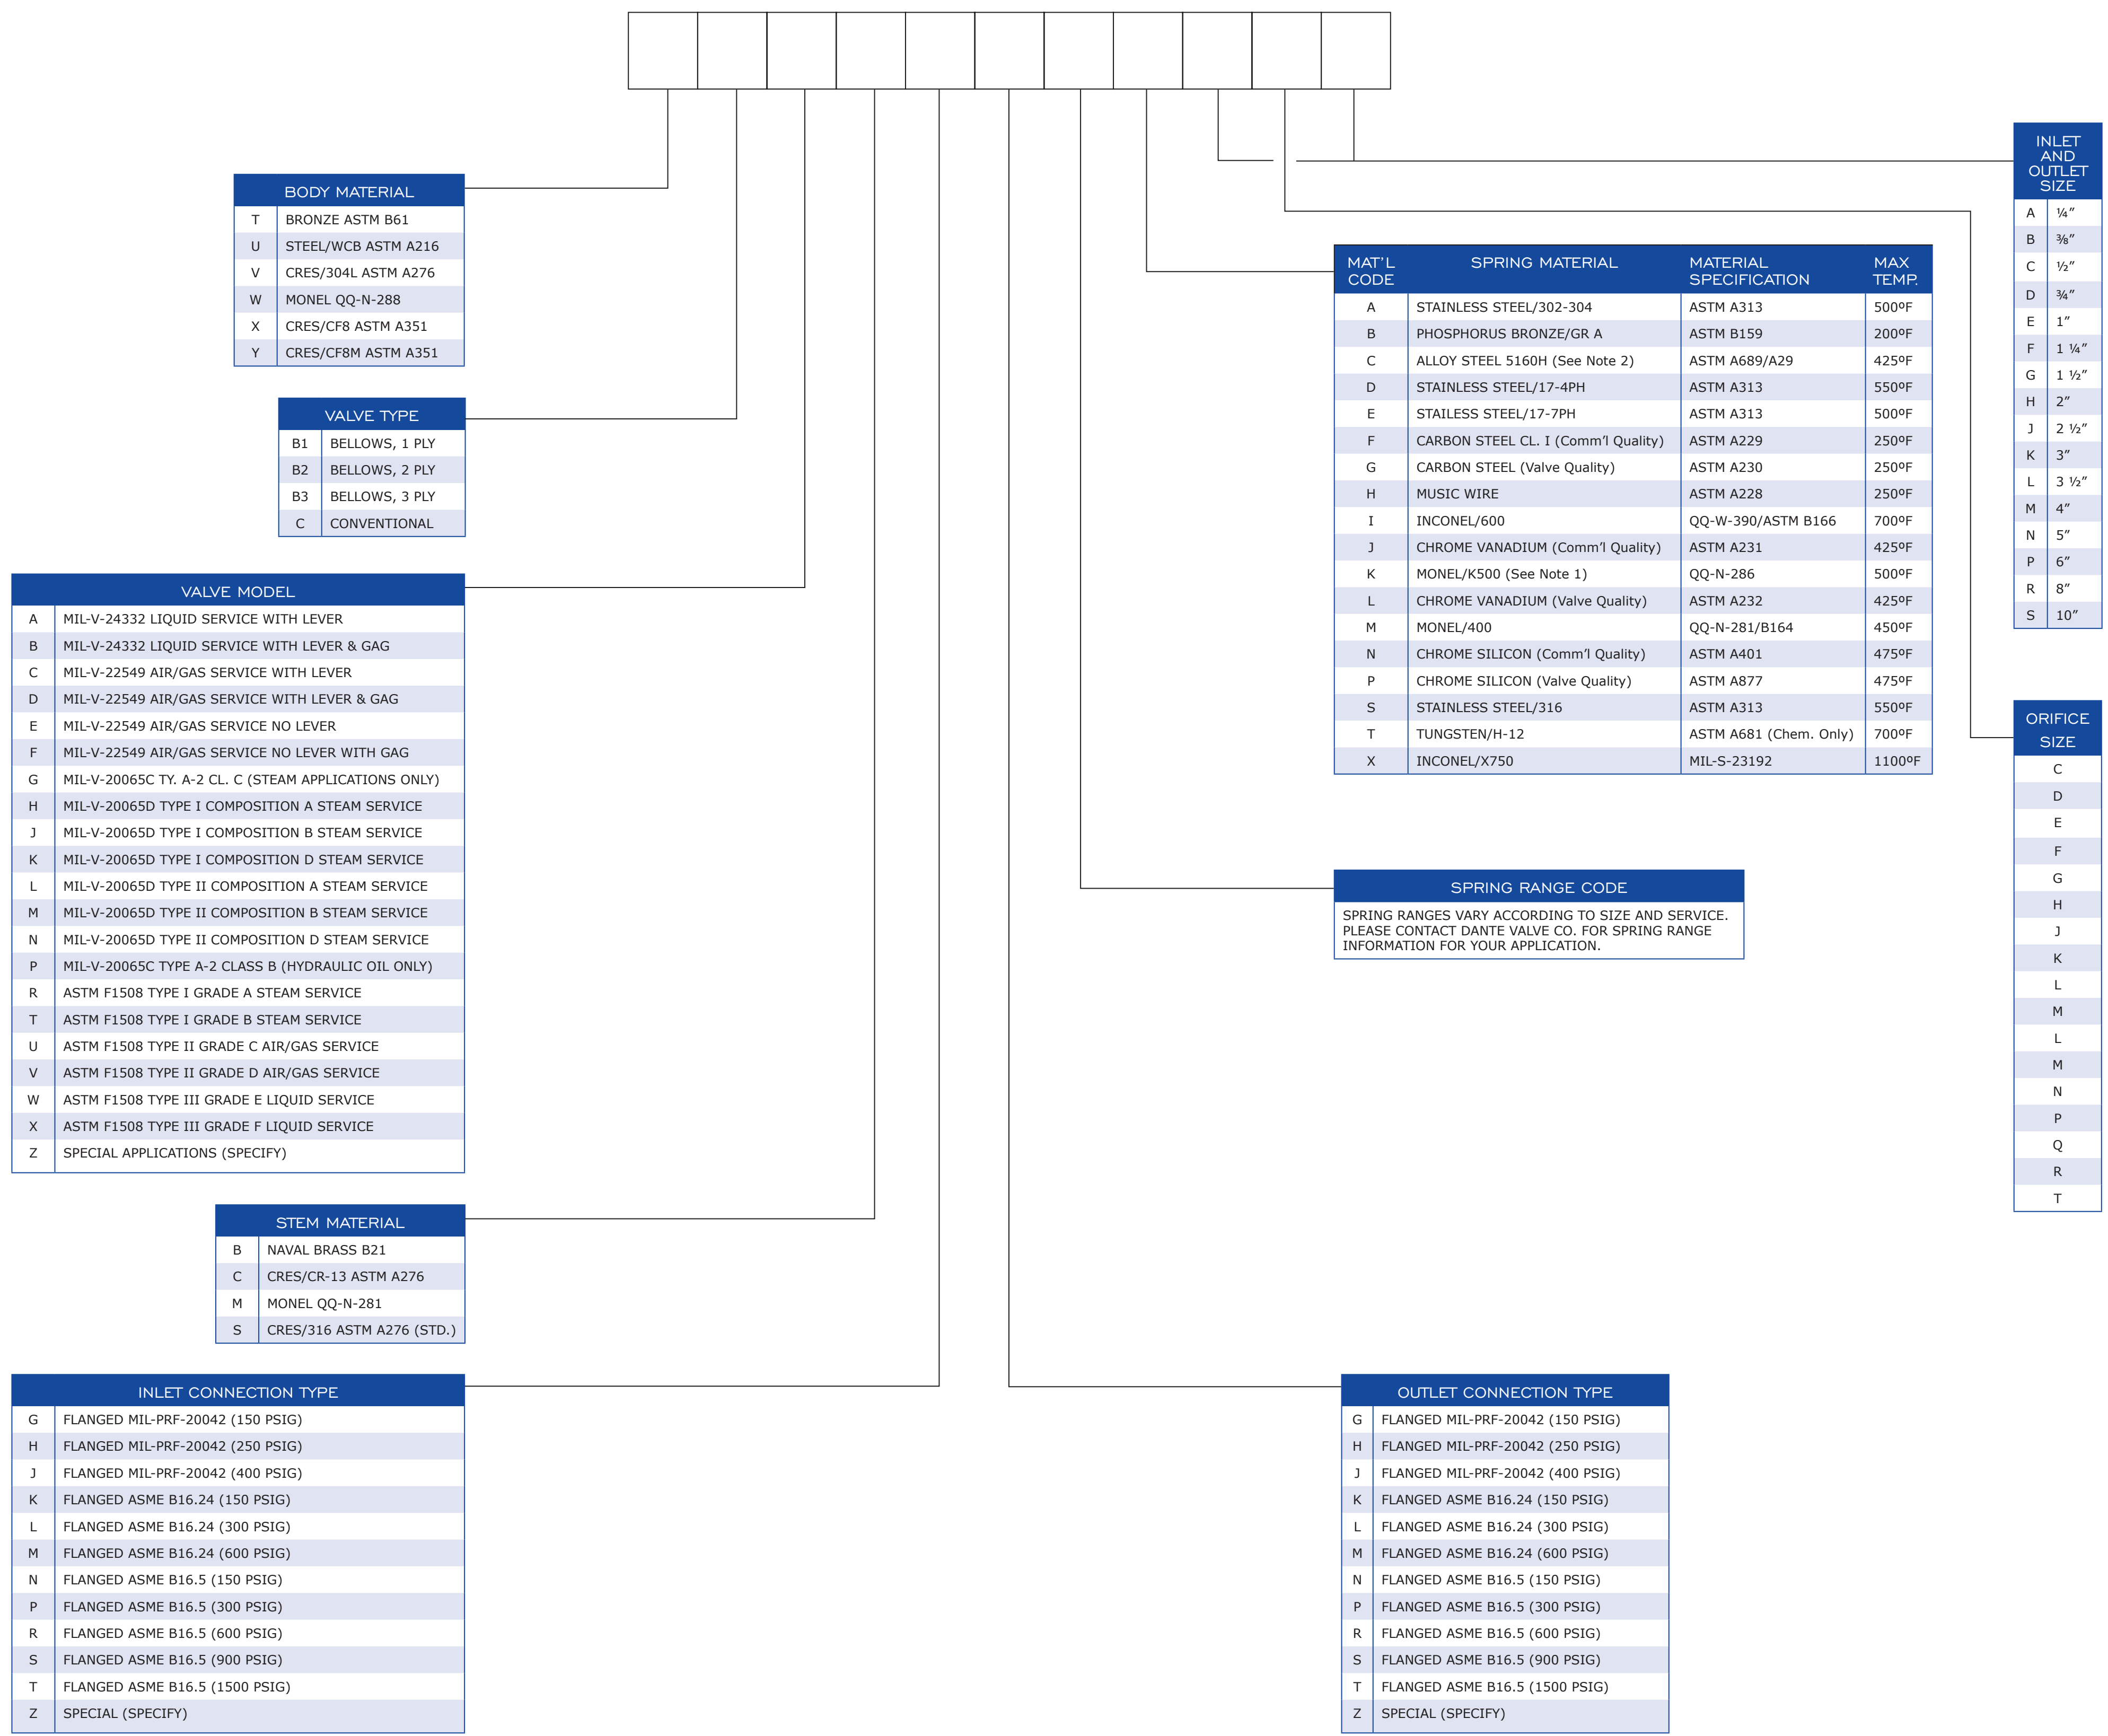 BODY MATERIAL
T BRONZE ASTM B61
U STEEL/WCB ASTM A216
V CRES/304L ASTM A276
W MONEL QQ-N-288
X CRES/CF8 ASTM A351
Y CRES/CF8M ASTM A351
VALVE TYPE
B1 BELLOWS, 1 PLY
B2 BELLOWS, 2 PLY
B3 BELLOWS, 3 PLY
C CONVENTIONAL
VALVE MODEL
A MIL-V-24332 LIQUID SERVICE WITH LEVER
B MIL-V-24332 LIQUID SERVICE WITH LEVER & GAG
C MIL-V-22549 AIR/GAS SERVICE WITH LEVER
D MIL-V-22549 AIR/GAS SERVICE WITH LEVER & GAG
E MIL-V-22549 AIR/GAS SERVICE NO LEVER
F MIL-V-22549 AIR/GAS SERVICE NO LEVER WITH GAG
G MIL-V-20065C TY. A-2 CL. C (STEAM APPLICATIONS ONLY)
H MIL-V-20065D TYPE I COMPOSITION A STEAM SERVICE
J MIL-V-20065D TYPE I COMPOSITION B STEAM SERVICE
K MIL-V-20065D TYPE I COMPOSITION D STEAM SERVICE
L MIL-V-20065D TYPE II COMPOSITION A STEAM SERVICE
M MIL-V-20065D TYPE II COMPOSITION B STEAM SERVICE
N MIL-V-20065D TYPE II COMPOSITION D STEAM SERVICE
P MIL-V-20065C TYPE A-2 CLASS B (HYDRAULIC OIL ONLY)
R ASTM F1508 TYPE I GRADE A STEAM SERVICE
T ASTM F1508 TYPE I GRADE B STEAM SERVICE
U ASTM F1508 TYPE II GRADE C AIR/GAS SERVICE
V ASTM F1508 TYPE II GRADE D AIR/GAS SERVICE
W ASTM F1508 TYPE III GRADE E LIQUID SERVICE
X ASTM F1508 TYPE III GRADE F LIQUID SERVICE
Z SPECIAL APPLICATIONS (SPECIFY)
STEM MATERIAL
B NAVAL BRASS B21
C CRES/CR-13 ASTM A276
M MONEL QQ-N-281
S CRES/316 ASTM A276 (STD.)
INLET CONNECTION TYPE
G FLANGED MIL-PRF-20042 (150 PSIG)
H FLANGED MIL-PRF-20042 (250 PSIG)
J FLANGED MIL-PRF-20042 (400 PSIG)
K FLANGED ASME B16.24 (150 PSIG)
L FLANGED ASME B16.24 (300 PSIG)
M FLANGED ASME B16.24 (600 PSIG)
N FLANGED ASME B16.5 (150 PSIG)
P FLANGED ASME B16.5 (300 PSIG)
R FLANGED ASME B16.5 (600 PSIG)
S FLANGED ASME B16.5 (900 PSIG)
T FLANGED ASME B16.5 (1500 PSIG)
Z SPECIAL (SPECIFY)
OUTLET CONNECTION TYPE
G FLANGED MIL-PRF-20042 (150 PSIG)
H FLANGED MIL-PRF-20042 (250 PSIG)
J FLANGED MIL-PRF-20042 (400 PSIG)
K FLANGED ASME B16.24 (150 PSIG)
L FLANGED ASME B16.24 (300 PSIG)
M FLANGED ASME B16.24 (600 PSIG)
N FLANGED ASME B16.5 (150 PSIG)
P FLANGED ASME B16.5 (300 PSIG)
R FLANGED ASME B16.5 (600 PSIG)
S FLANGED ASME B16.5 (900 PSIG)
T FLANGED ASME B16.5 (1500 PSIG)
Z SPECIAL (SPECIFY)
SPRING RANGE CODE
SPRING RANGES VARY ACCORDING TO SIZE AND SERVICE.
PLEASE CONTACT DANTE VALVE CO. FOR SPRING RANGE
INFORMATION FOR YOUR APPLICATION.
MAT'L SPRING MATERIAL MATERIAL MAX
CODE SPECIFICATION TEMP.
A STAINLESS STEEL/302-304 ASTM A313 500ºF
B PHOSPHORUS BRONZE/GR A ASTM B159 200ºF
C ALLOY STEEL 5160H (See Note 2) ASTM A689/A29 425ºF
D STAINLESS STEEL/17-4PH ASTM A313 550ºF
E STAILESS STEEL/17-7PH ASTM A313 500ºF
F CARBON STEEL CL. I (Comm'l Quality) ASTM A229 250ºF
G CARBON STEEL (Valve Quality) ASTM A230 250ºF
H MUSIC WIRE ASTM A228 250ºF
I INCONEL/600 QQ-W-390/ASTM B166 700ºF
J CHROME VANADIUM (Comm'l Quality) ASTM A231 425ºF
K MONEL/K500 (See Note 1) QQ-N-286 500ºF
L CHROME VANADIUM (Valve Quality) ASTM A232 425ºF
M MONEL/400 QQ-N-281/B164 450ºF
N CHROME SILICON (Comm'l Quality) ASTM A401 475ºF
P CHROME SILICON (Valve Quality) ASTM A877 475ºF
S STAINLESS STEEL/316 ASTM A313 550ºF
T TUNGSTEN/H-12 ASTM A681 (Chem. Only) 700ºF
X INCONEL/X750 MIL-S-23192 1100ºF
INLET
AND
OUTLET
SIZE
A ¼"
B ⅜"
C ½"
D ¾"
E 1"
F 1 ¼"
G 1 ½"
H 2"
J 2 ½"
K 3"
L 3 ½"
M 4"
N 5"
P 6"
R 8"
S 10"
ORIFICE
SIZE
C
D
E
F
G
H
J
K
L
M
L
M
N
P
Q
R
T